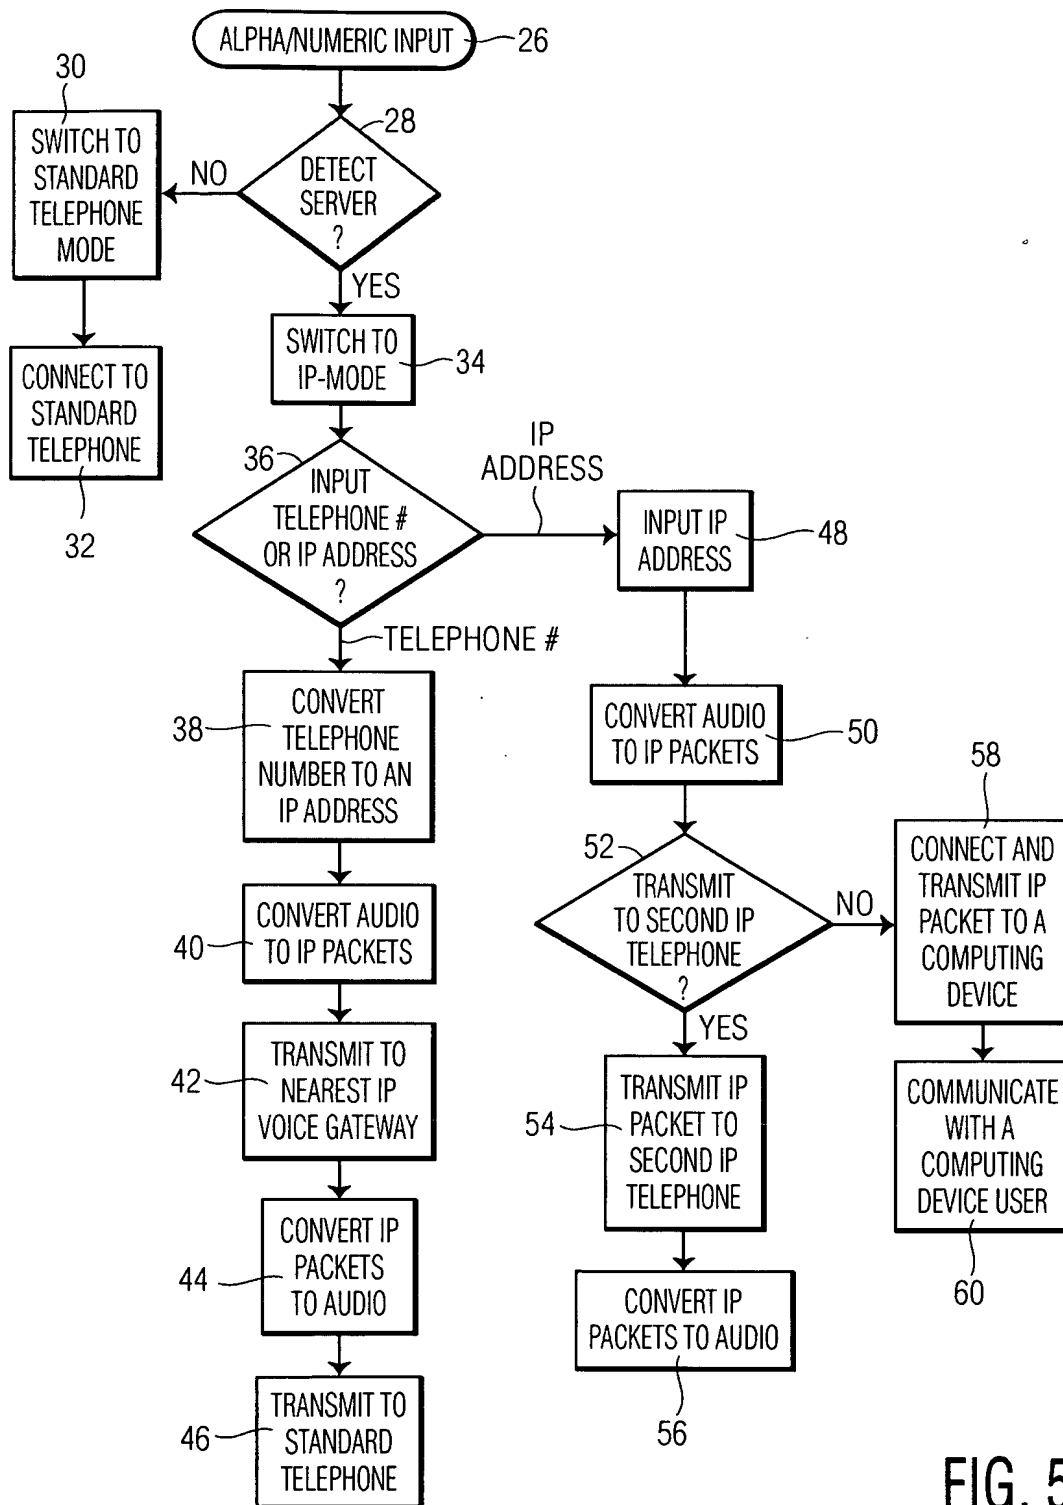 ALPHA/NUMERIC INPUT
26
30
SWITCH TO
STANDARD
TELEPHONE
MODE
NO
28
DETECT
SERVER
?
YES
CONNECT TO
STANDARD
TELEPHONE
32
SWITCH TO
IP-MODE
34
36
INPUT
TELEPHONE #
OR IP ADDRESS
?
IP
ADDRESS
INPUT IP
ADDRESS
48
TELEPHONE #
38
CONVERT
TELEPHONE
NUMBER TO AN
IP ADDRESS
CONVERT AUDIO
TO IP PACKETS
50
40
CONVERT AUDIO
TO IP PACKETS
52
TRANSMIT
TO SECOND IP
TELEPHONE
?
NO
YES
58
CONNECT AND
TRANSMIT IP
PACKET TO A
COMPUTING
DEVICE
42
TRANSMIT TO
NEAREST IP
VOICE GATEWAY
54
TRANSMIT IP
PACKET TO
SECOND IP
TELEPHONE
COMMUNICATE
WITH A
COMPUTING
DEVICE USER
60
44
CONVERT IP
PACKETS
TO AUDIO
CONVERT IP
PACKETS TO AUDIO
56
46
TRANSMIT TO
STANDARD
TELEPHONE
FIG. 5